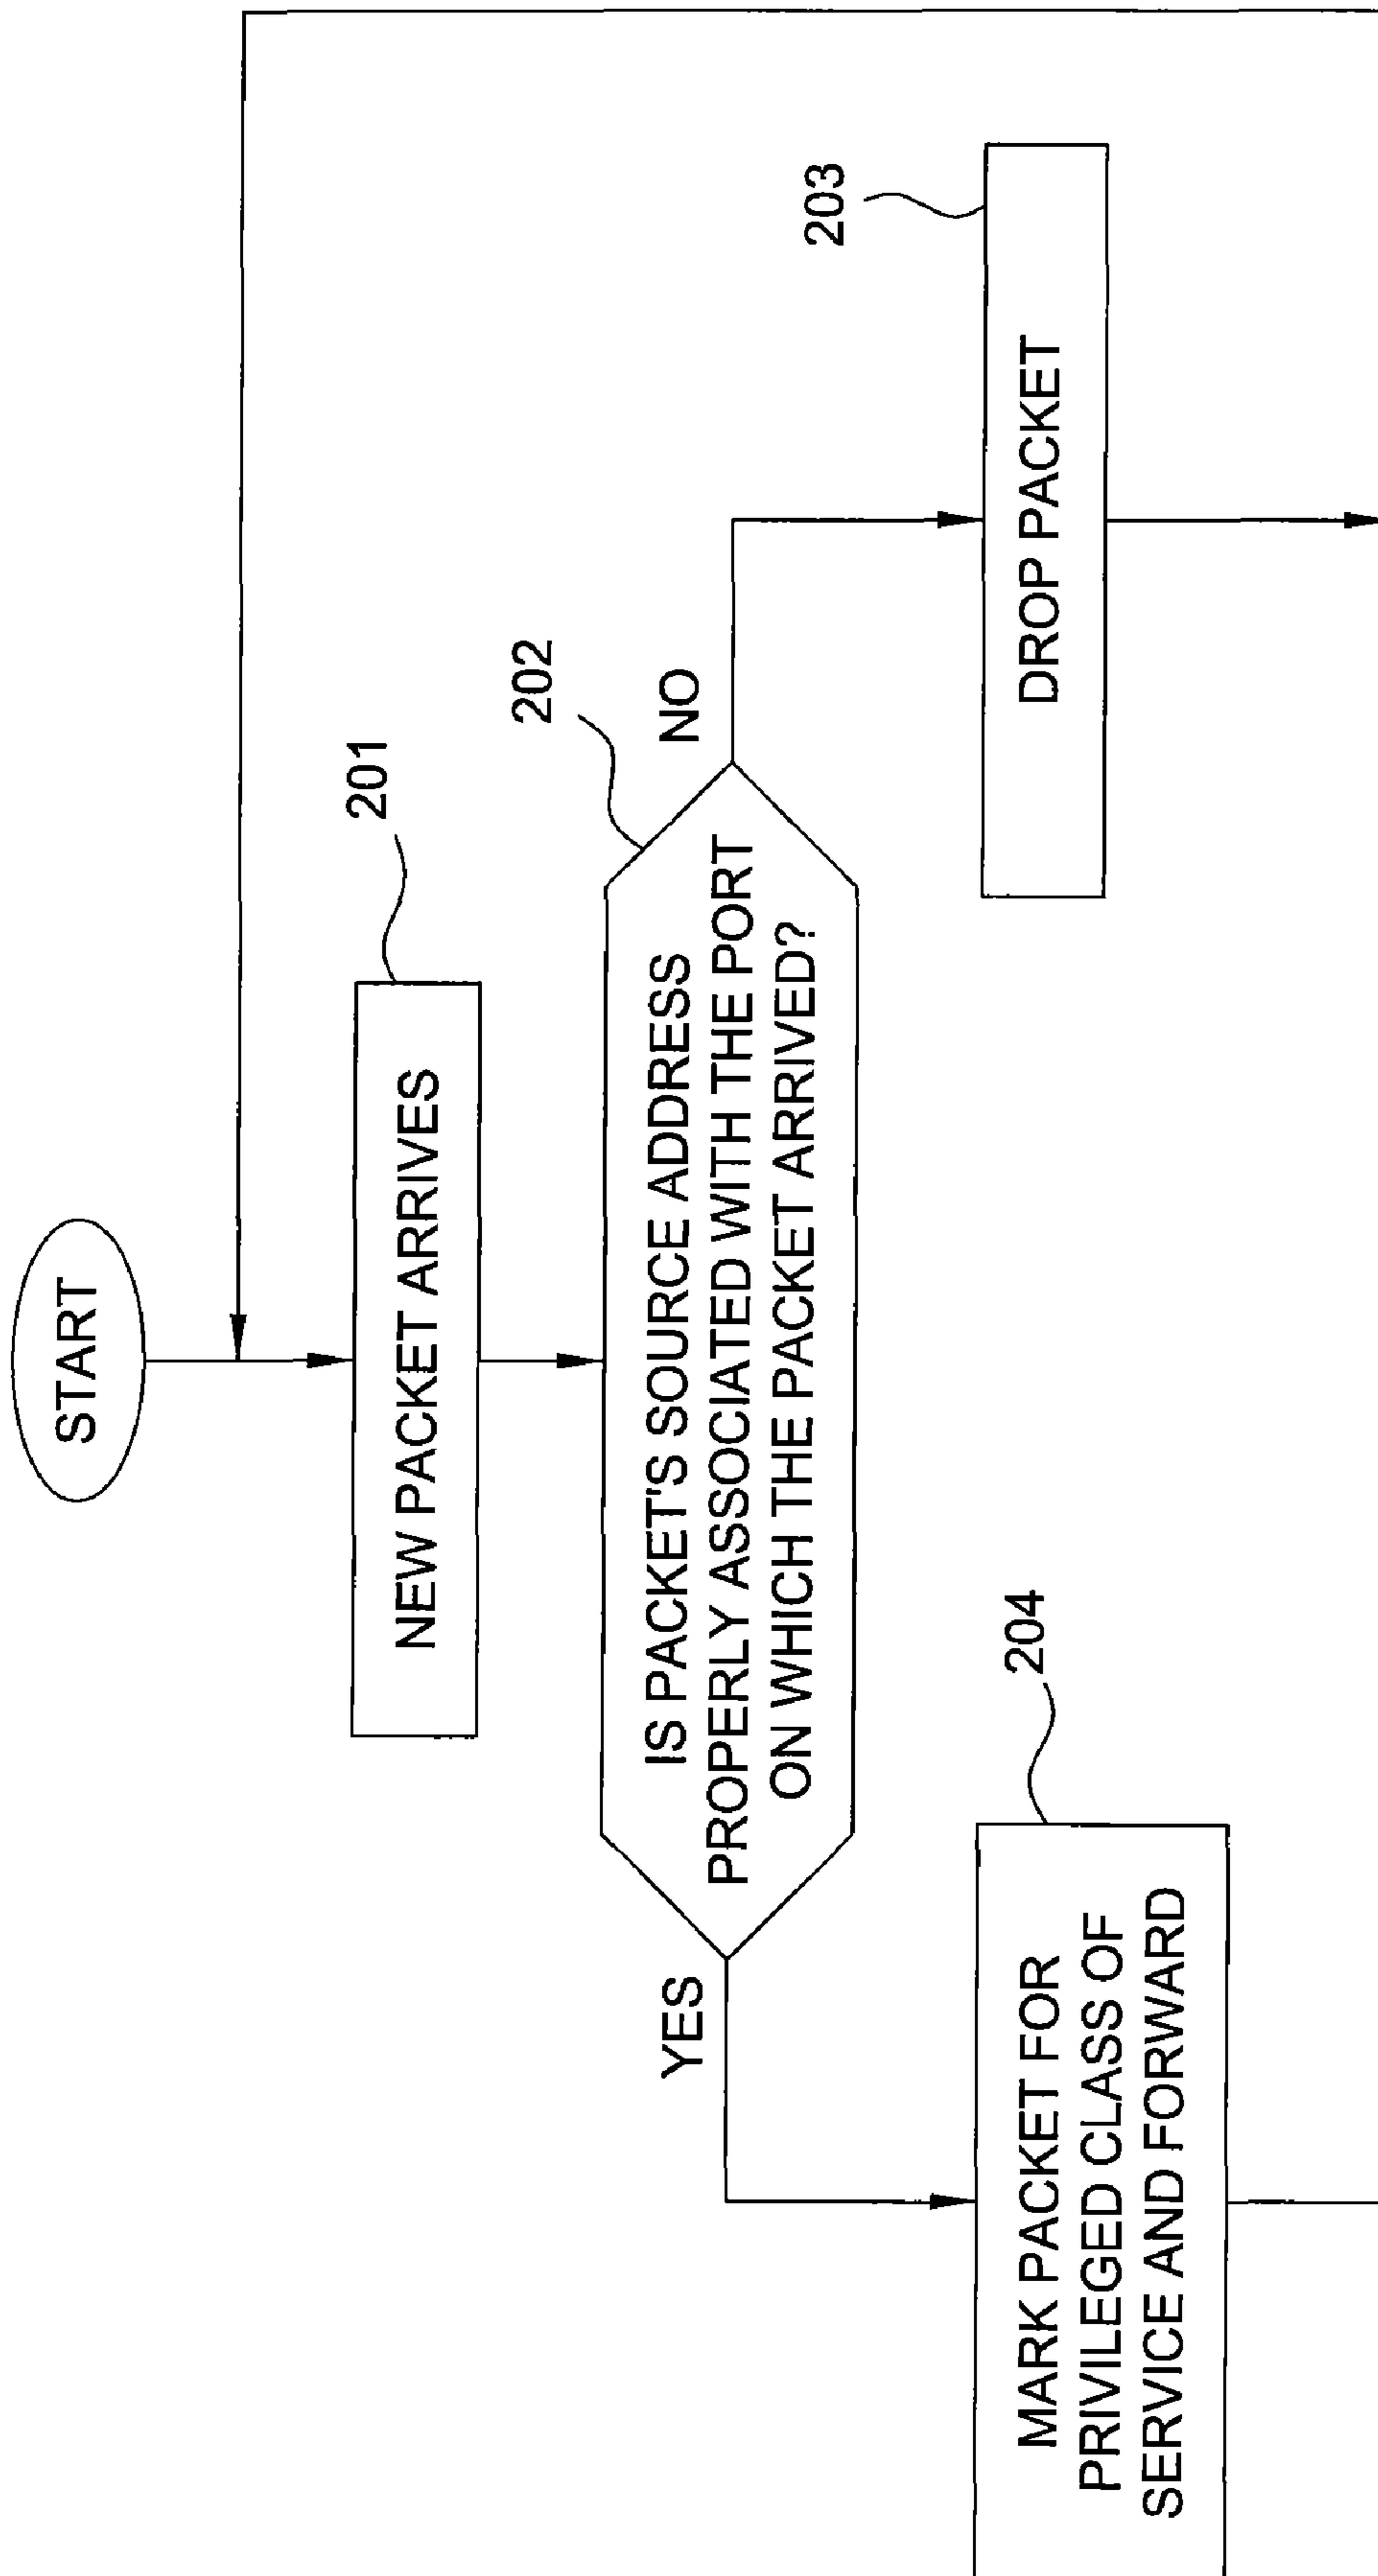 START
201
NEW PACKET ARRIVES
202
IS PACKET'S SOURCE ADDRESS
PROPERLY ASSOCIATED WITH THE PORT
ON WHICH THE PACKET ARRIVED?
YES
NO
204
MARK PACKET FOR
PRIVILEGED CLASS OF
SERVICE AND FORWARD
203
DROP PACKET